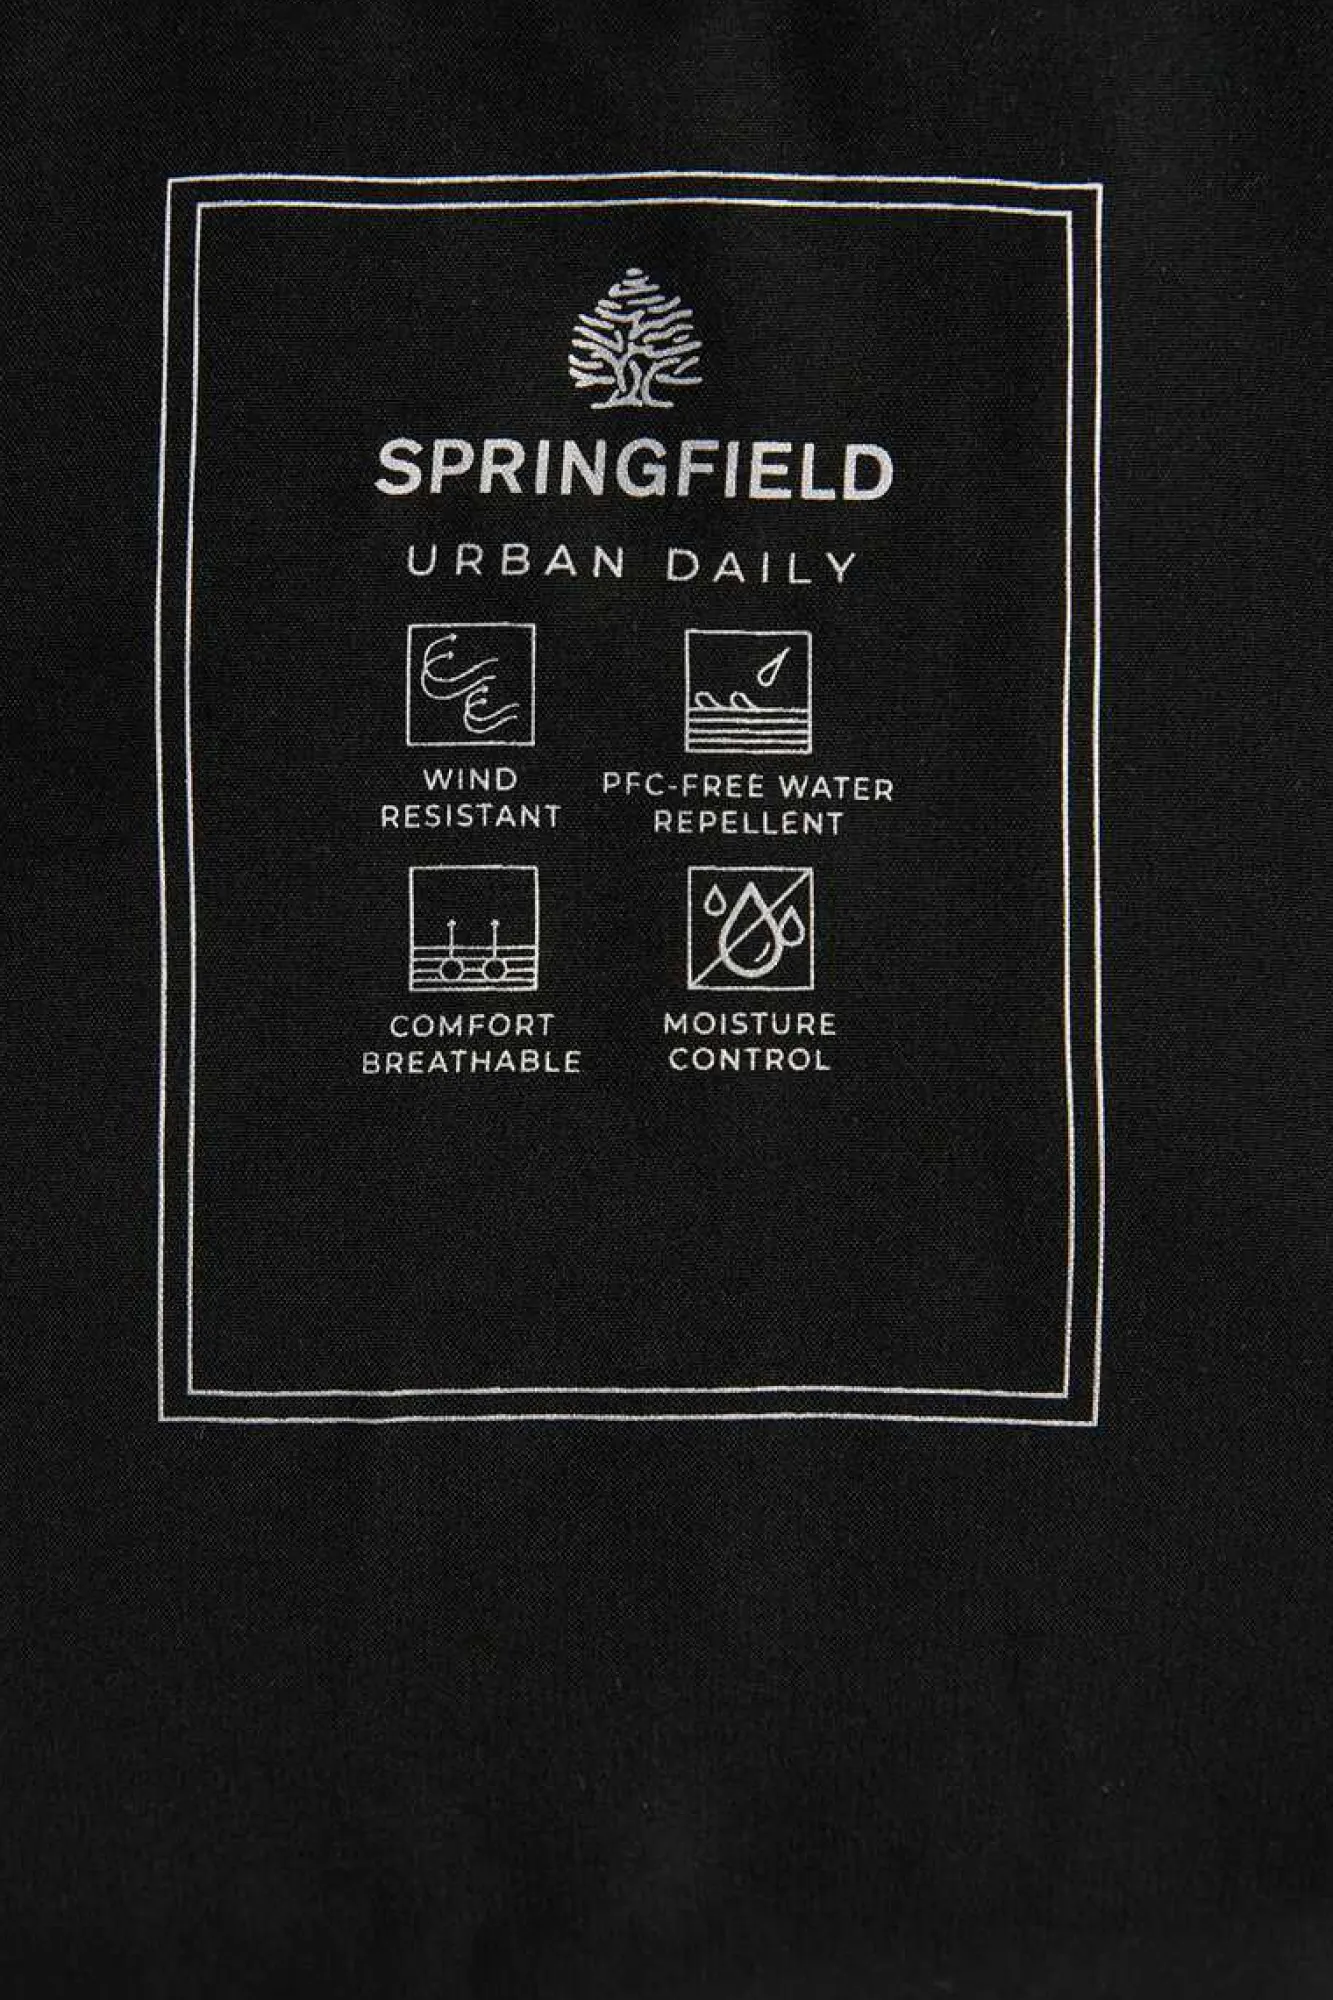 SPRINGFIELD
URBAN DAILY
WIND
RESISTANT
PFC-FREE WATER
REPELLENT
COMFORT
BREATHABLE
MOISTURE
CONTROL